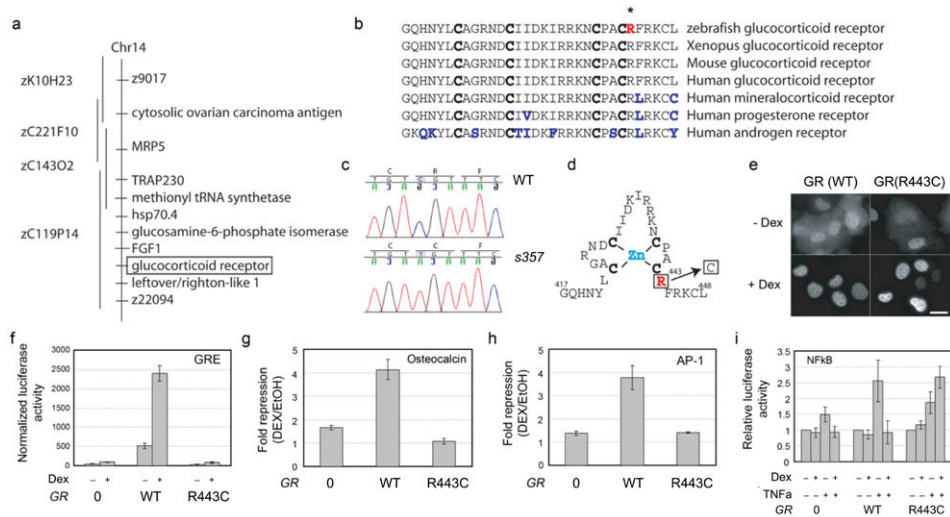 a
Chr14
zK10H23
z9017
cytosolic ovarian carcinoma antigen
zC221F10
MRP5
zC143O2
TRAP230
methionyl tRNA synthetase
hsp70.4
zC119P14
glucosamine-6-phosphate isomerase
FGF1
glucocorticoid receptor
leftover/righton-like 1
z22094
b
*
GQHNYLCAGRNDCIIDKIRRKNCPACRFRKCL zebrafish glucocorticoid receptor
GQHNYLCAGRNDCIIDKIRRKNCPACRFRKCL Xenopus glucocorticoid receptor
GQHNYLCAGRNDCIIDKIRRKNCPACRFRKCL Mouse glucocorticoid receptor
GQHNYLCAGRNDCIIDKIRRKNCPACRFRKCL Human glucocorticoid receptor
GQHNYLCAGRNDCIIDKIRRKNCPACRLRKCC Human mineralocorticoid receptor
GQHNYLCAGRNDCIVDKIRRKNCPACRLRKCC Human progesterone receptor
GKQKYLCASRNDCTIDKFRRKNCPSCRLRKCY Human androgen receptor
c
C R F
T G T C G T T T C
WT
C C F
T G T T G T T T C
s357
d
GQHNYLCAGRNDCIIDKIRRKNCPACRFRKCL
Zn
417
443
448
C
e
GR (WT) GR(R443C)
- Dex
+ Dex
f
GRE
Normalized luciferase activity
3000
2500
2000
1500
1000
500
0
Dex – + – + – +
GR 0 WT R443C
g
Osteocalcin
Fold repression
(DEX/EtOH)
5
4
3
2
1
0
GR 0 WT R443C
h
AP-1
Fold repression
(DEX/EtOH)
5
4
3
2
1
0
GR 0 WT R443C
i
NFkB
Relative luciferase
activity
3.5
3
2.5
2
1.5
1
0.5
0
Dex - + - + - + - + - + - +
TNFa - - + + - - + + - - + +
GR 0 WT R443C